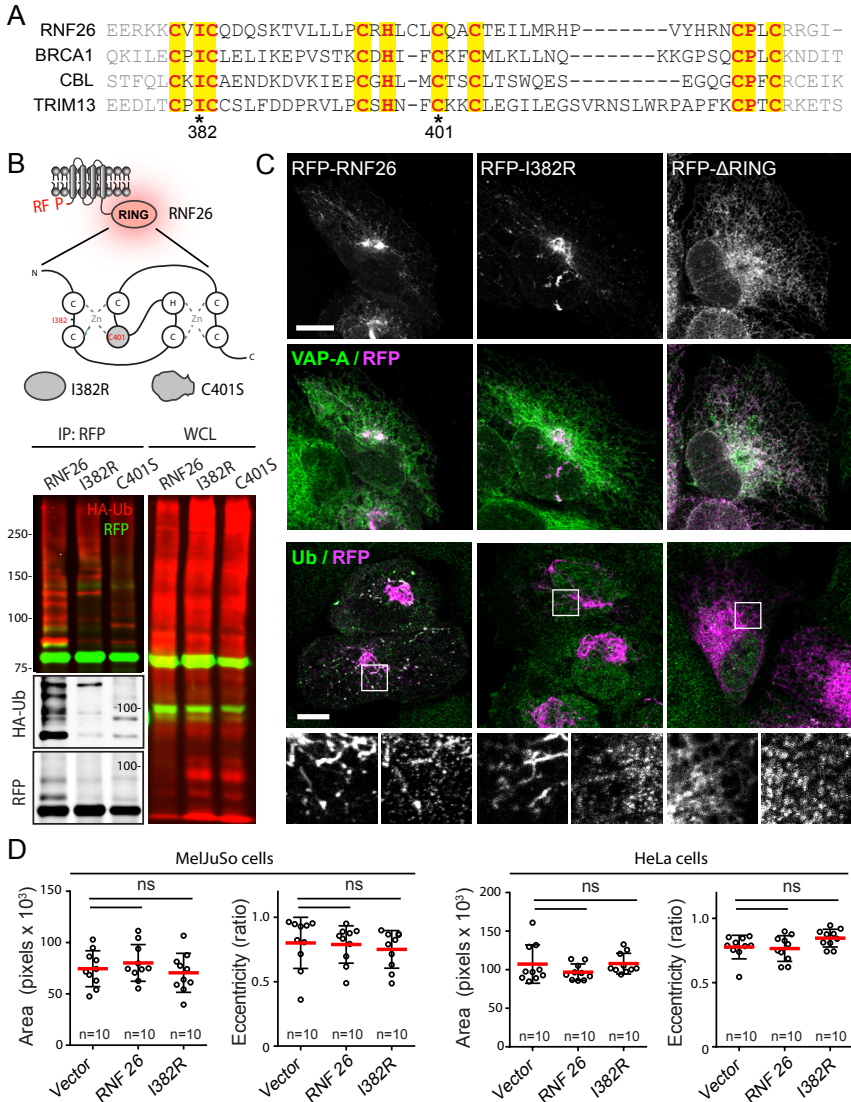 A
RNF26 EERKKCVICQDQSKTVLLLPCRHLCLCQACTEILMRHP-------VYHRNCPLCRRGI-
BRCA1 QKILECPICLELIKEPVSTKCDHI-FCKFCMLKLLNQ--------KKGPSQCPLCKNDIT
CBL STFQLCKICAENDKDVKIEPCGHL-MCTSCLTSWQES--------EGQGCPFCRCEIK
TRIM13 EEDLTCPICCSLFDDPRVLPCSHN-FCKKCLEGILEGSVRNSLWRPAPFKCPTCRKETS
* *
382 401
B
RF P
RING RNF26
N
C C H C
I382 Zn Zn
C C401 C C
C
I382R C401S
IP: RFP WCL
RNF26 I382R C401S RNF26 I382R C401S
HA-Ub
RFP
250-
150-
100-
75-
HA-Ub
-100-
RFP
100-
C
RFP-RNF26 RFP-I382R RFP-ΔRING
VAP-A / RFP
Ub / RFP
D
MelJuSo cells HeLa cells
ns ns ns ns
Area (pixels x 10³)
150
100
50
0
n=10 n=10 n=10
Vector RNF 26 I382R
Eccentricity (ratio)
1.0
0.5
0
n=10 n=10 n=10
Vector RNF 26 I382R
Area (pixels x 10³)
200
150
100
50
0
n=10 n=10 n=10
Vector RNF 26 I382R
Eccentricity (ratio)
1.0
0.5
0
n=10 n=10 n=10
Vector RNF 26 I382R